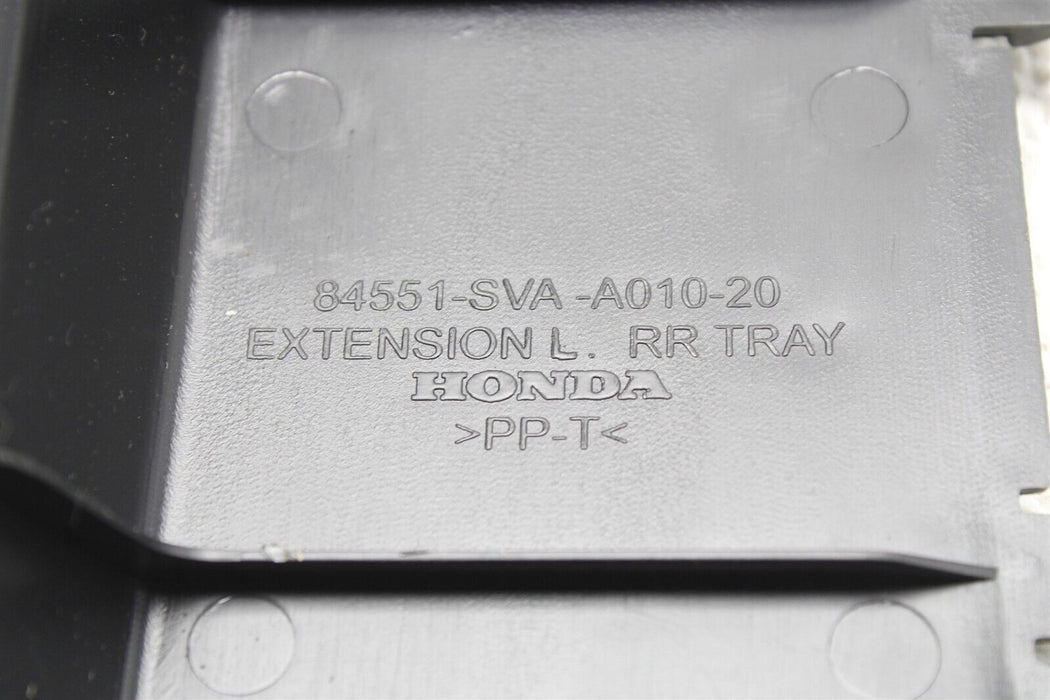 84551-SVA -A010-20
EXTENSION L. RR TRAY
HONDA
>PP-T<